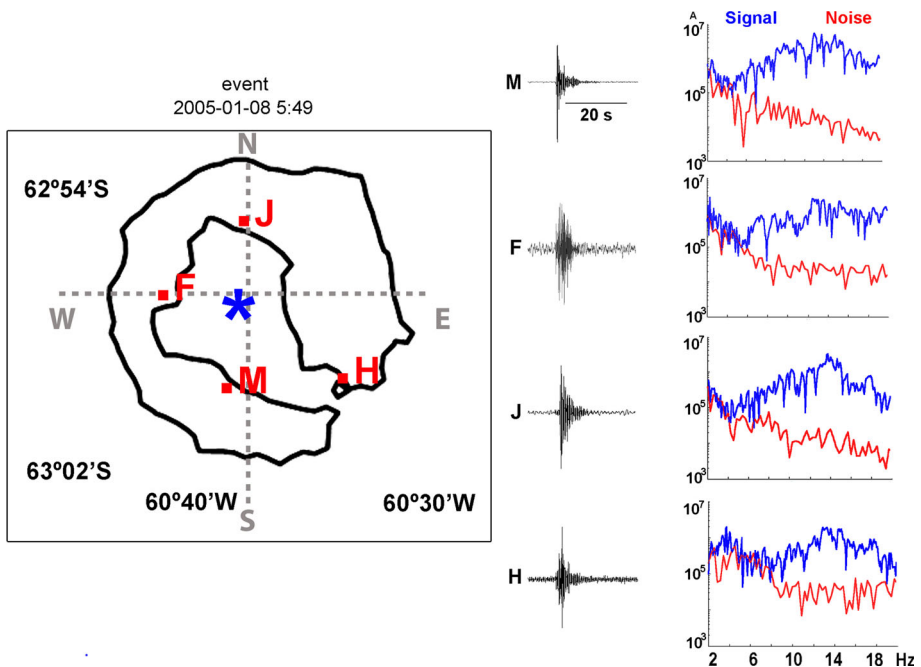 event
2005-01-08 5:49
N
62º54'S
J
F
W
E
*
M
H
63º02'S
60º40'W
60º30'W
S
M
20 s
F
J
H
A
Signal
Noise
10⁷
10⁵
10³
10⁷
10⁵
10³
10⁷
10⁵
10³
10⁷
10⁵
10³
2 6 10 14 18 Hz